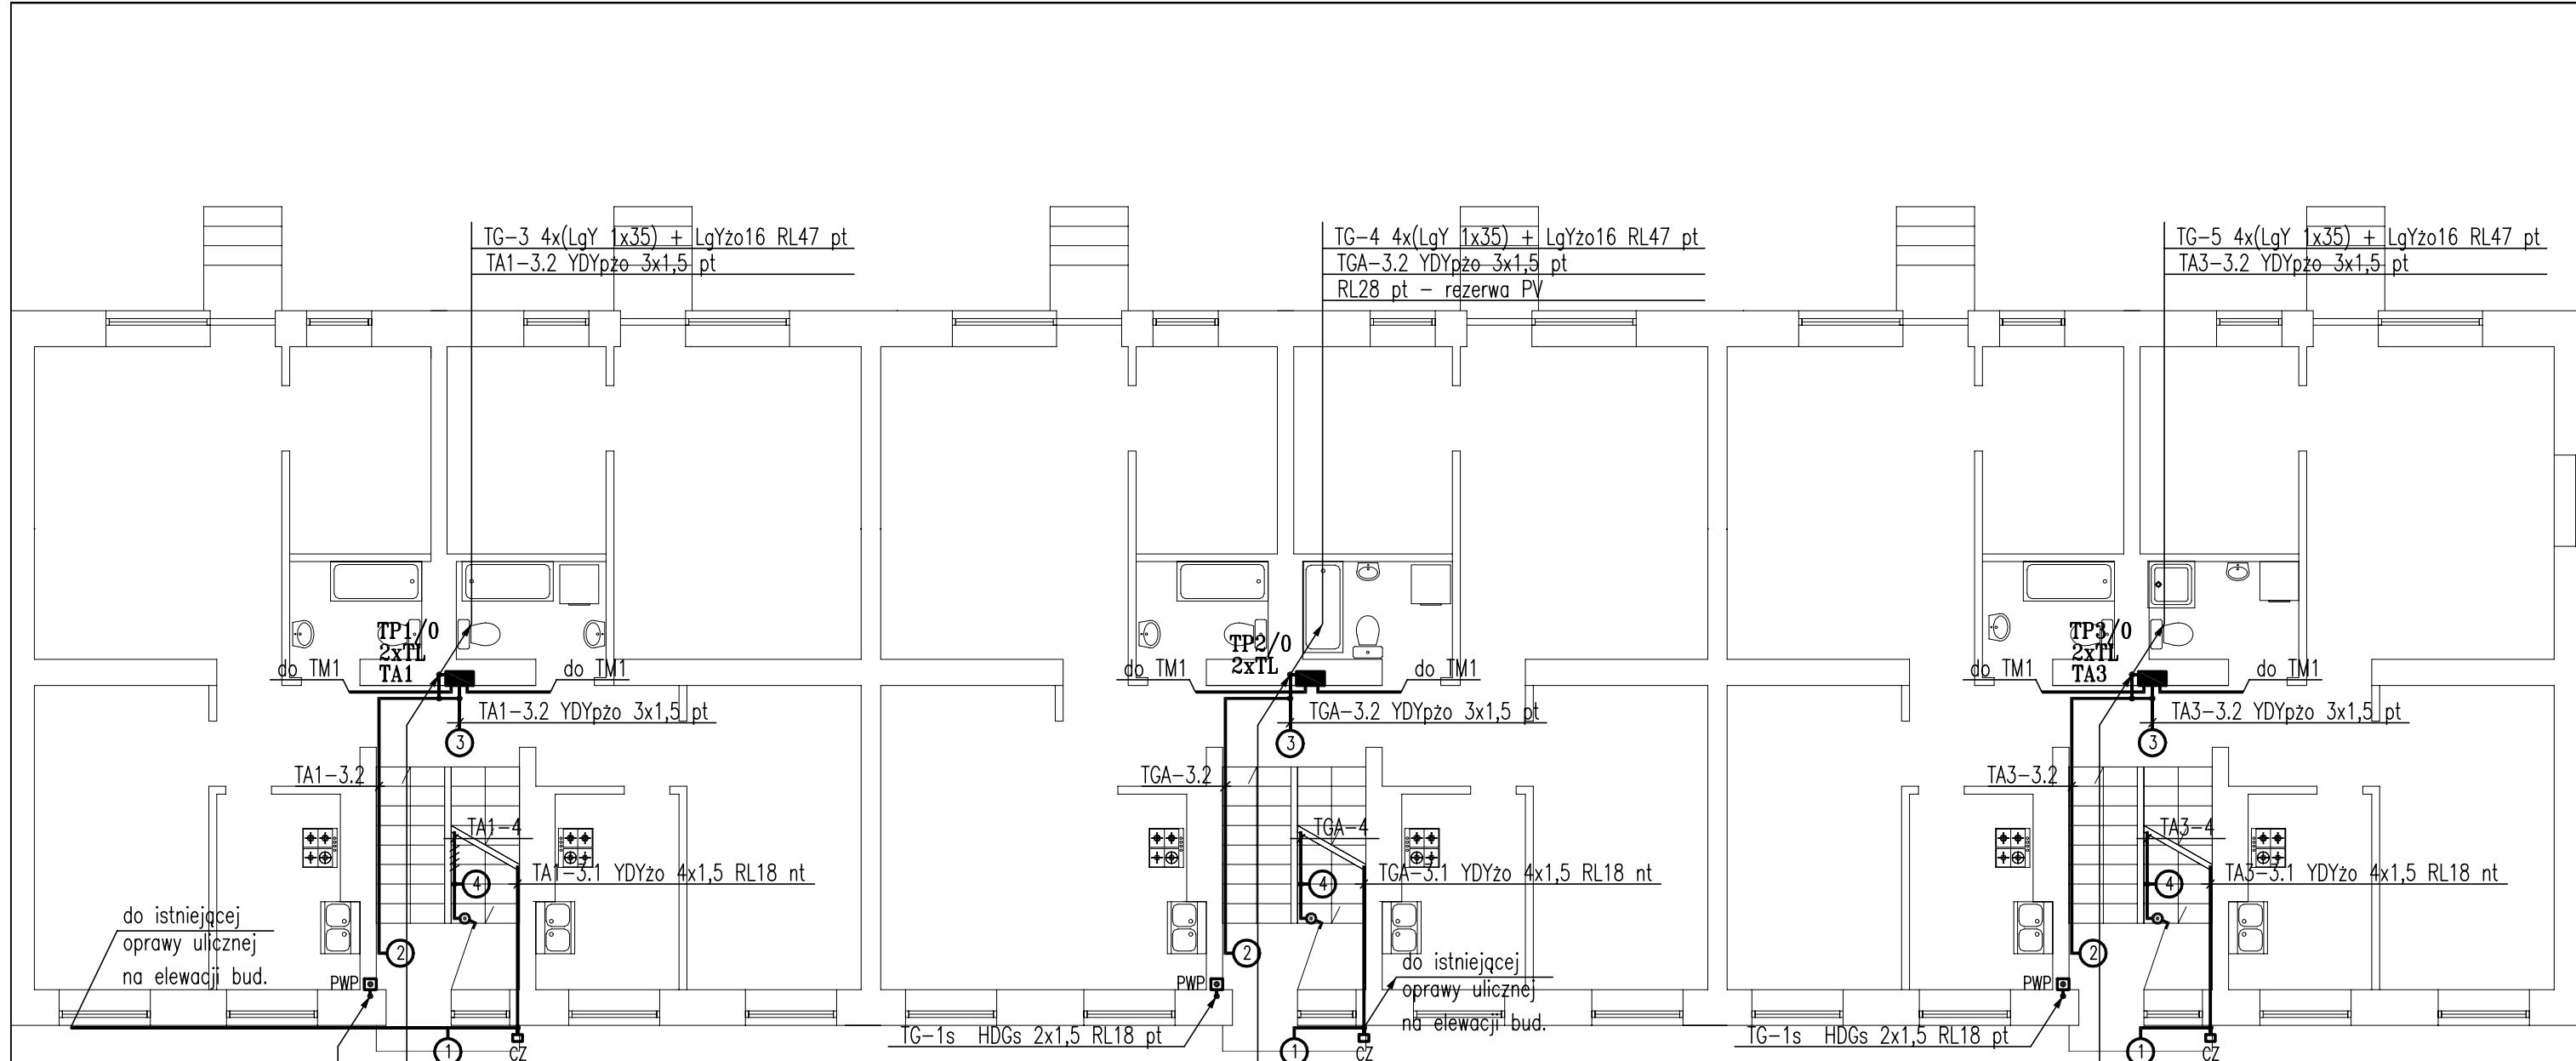 TG-3 4x(LgY 1x35) + LgYżo16 RL47 pt
TA1-3.2 YDYpżo 3x1,5 pt
TG-4 4x(LgY 1x35) + LgYżo16 RL47 pt
TGA-3.2 YDYpżo 3x1,5 pt
RL28 pt - rezerwa PV
TG-5 4x(LgY 1x35) + LgYżo16 RL47 pt
TA3-3.2 YDYpżo 3x1,5 pt
TP1/0
2xTL
TA1
do TM1
do TM1
TP2/0
2xTL
do TM1
do TM1
TP3/0
2xTL
TA3
do TM1
do TM1
TA1-3.2 YDYpżo 3x1,5 pt
3
TGA-3.2 YDYpżo 3x1,5 pt
3
TA3-3.2 YDYpżo 3x1,5 pt
3
TA1-3.2
TGA-3.2
TA3-3.2
TA1-4
TGA-4
TA3-4
4
TA1-3.1 YDYżo 4x1,5 RL18 nt
4
TGA-3.1 YDYżo 4x1,5 RL18 nt
4
TA3-3.1 YDYżo 4x1,5 RL18 nt
do istniejącej
oprawy ulicznej
na elewacji bud.
2
2
2
do istniejącej
oprawy ulicznej
na elewacji bud.
PWP
PWP
PWP
TG-1s HDGs 2x1,5 RL18 pt
TG-1s HDGs 2x1,5 RL18 pt
1
CZ
1
CZ
1
CZ